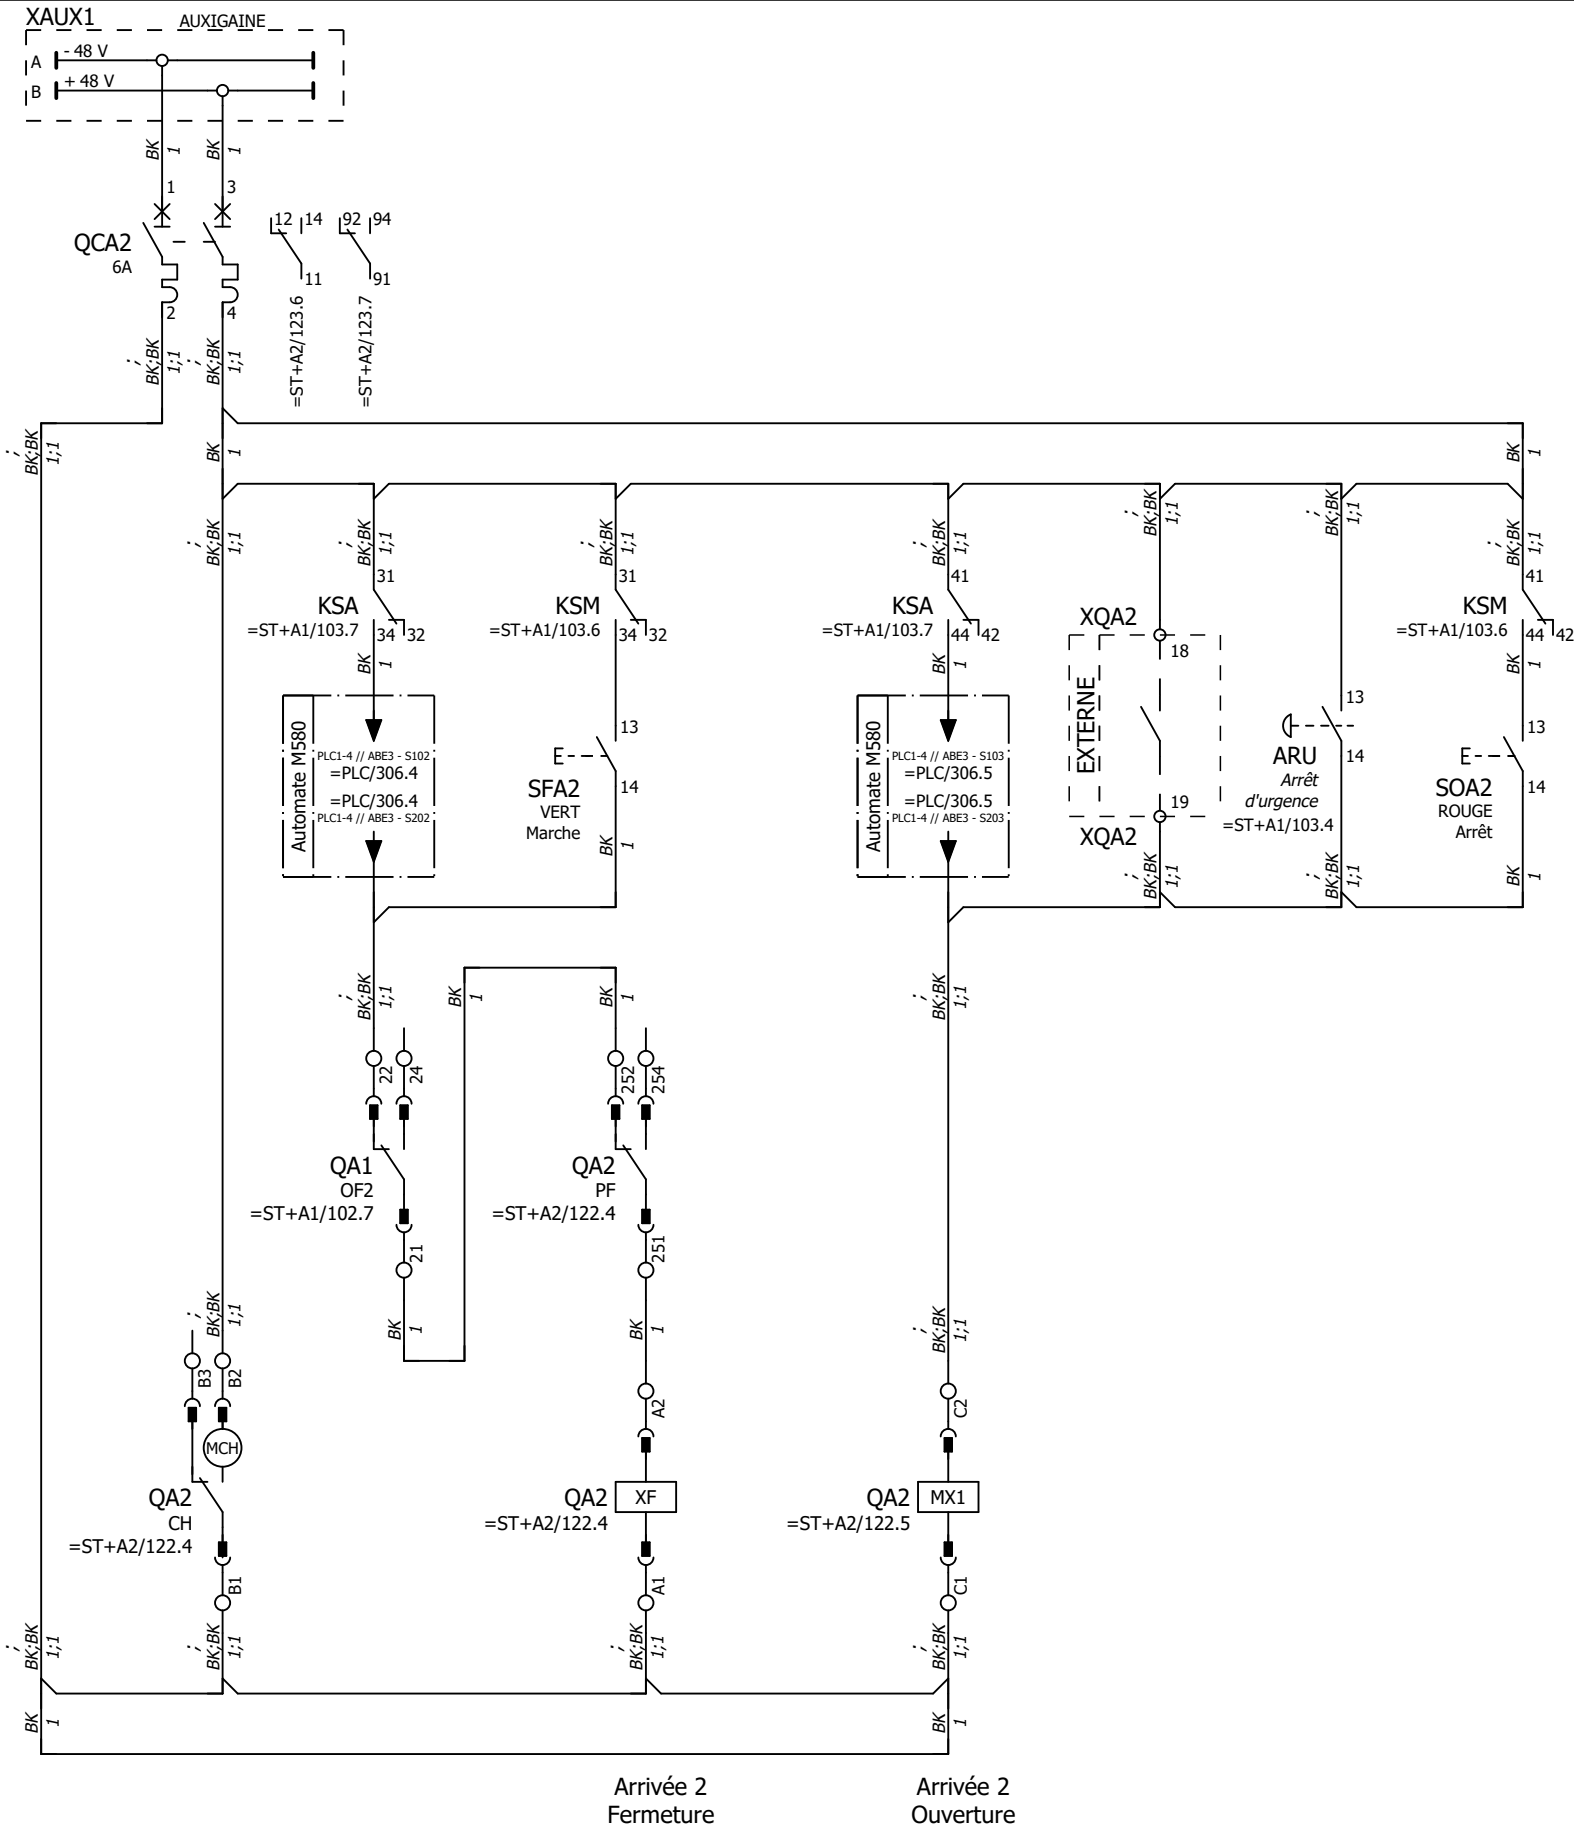 XAUX1
AUXIGAINE
A
- 48 V
B
+ 48 V
BK
1
BK
1
1
3
QCA2
6A
12
14
11
=ST+A2/123.6
92
94
91
=ST+A2/123.7
2
4
BK;BK
1;1
BK;BK
1;1
BK;BK
1;1
BK
1
BK
1
BK;BK
1;1
BK;BK
1;1
BK;BK
1;1
BK;BK
1;1
BK;BK
1;1
BK;BK
1;1
BK;BK
1;1
31
KSA
=ST+A1/103.7
34
32
31
KSM
=ST+A1/103.6
34
32
41
KSA
=ST+A1/103.7
44
42
41
KSM
=ST+A1/103.6
44
42
BK
1
BK
1
BK
1
Automate M580
PLC1-4 // ABE3 - S102
=PLC/306.4
=PLC/306.4
PLC1-4 // ABE3 - S202
13
E
SFA2
VERT
Marche
14
BK
1
Automate M580
PLC1-4 // ABE3 - S103
=PLC/306.5
=PLC/306.5
PLC1-4 // ABE3 - S203
XQA2
18
EXTERNE
19
XQA2
13
ARU
Arrêt
d'urgence
=ST+A1/103.4
14
13
E
SOA2
ROUGE
Arrêt
14
BK;BK
1;1
BK;BK
1;1
BK
1
BK;BK
1;1
BK
1
BK
1
BK;BK
1;1
22
24
QA1
OF2
=ST+A1/102.7
21
BK
1
252
254
QA2
PF
=ST+A2/122.4
251
BK
1
BK;BK
1;1
BK;BK
1;1
B3
B2
MCH
QA2
CH
=ST+A2/122.4
B1
A2
QA2
XF
=ST+A2/122.4
A1
C2
QA2
MX1
=ST+A2/122.5
C1
BK;BK
1;1
BK;BK
1;1
BK;BK
1;1
BK;BK
1;1
BK
1
BK
1
Arrivée 2
Fermeture
Arrivée 2
Ouverture